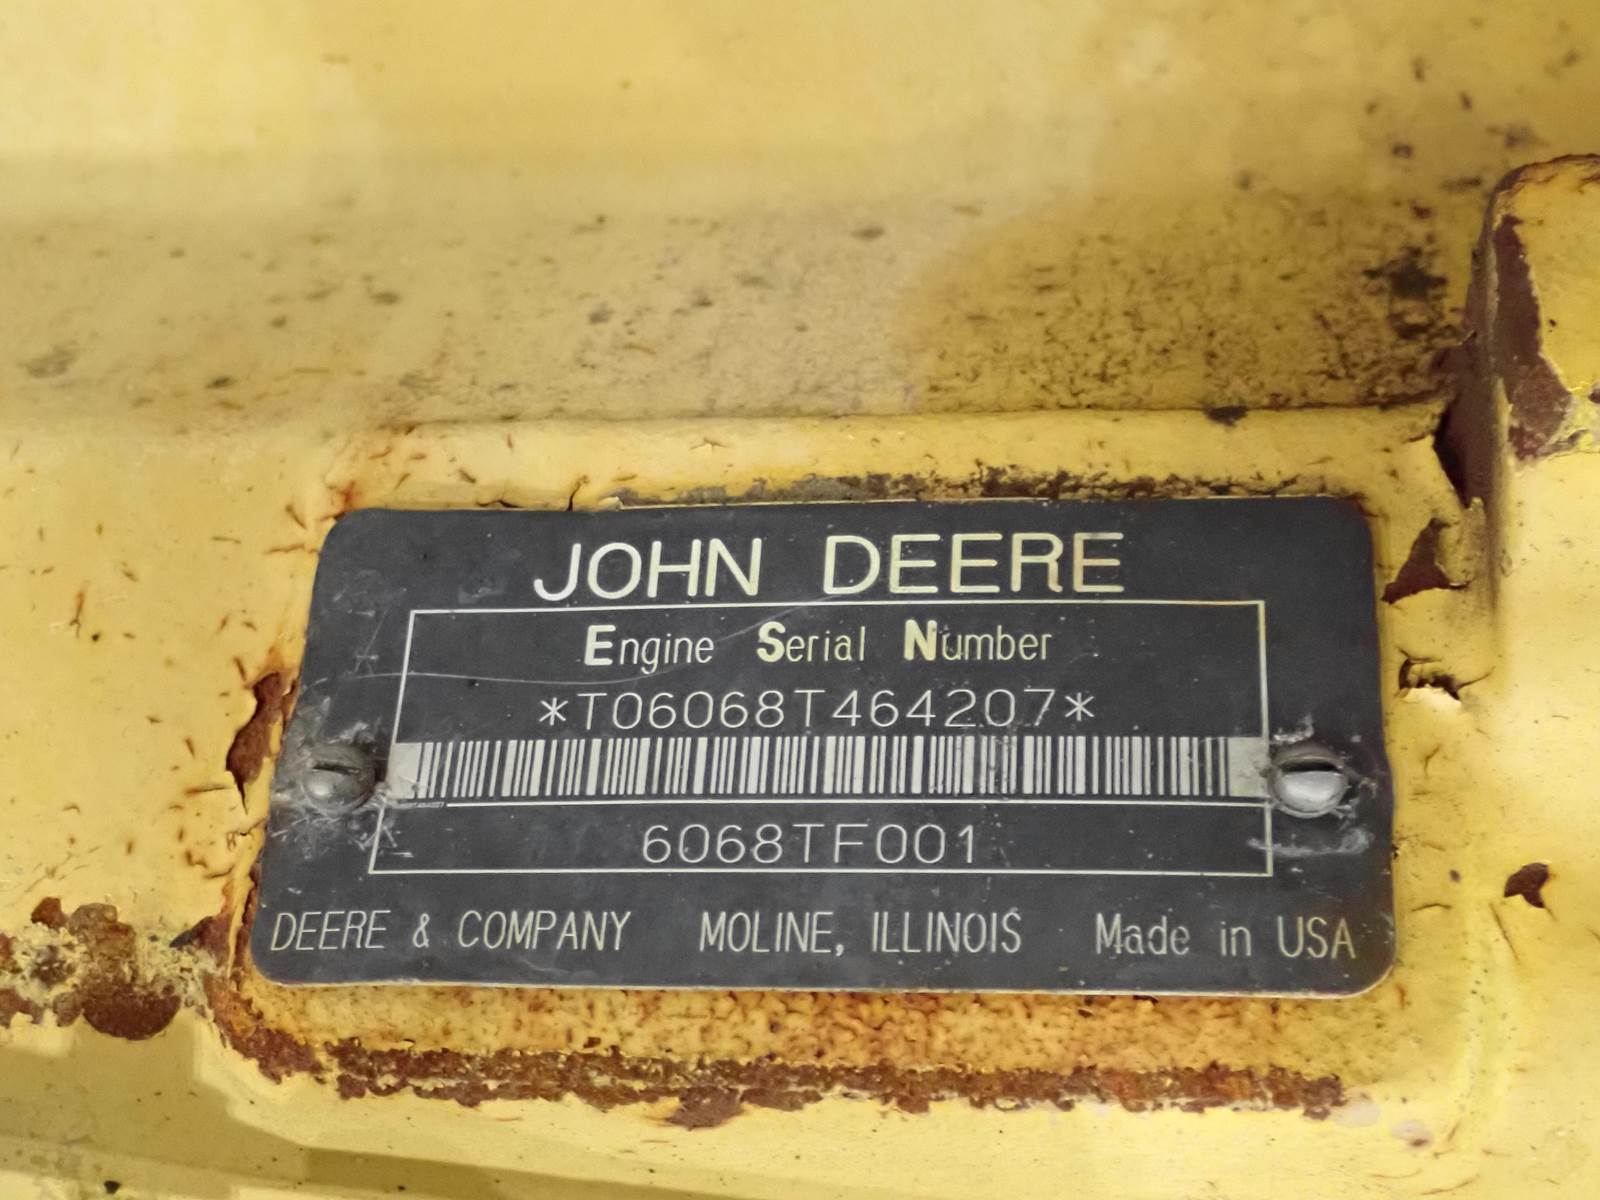 JOHN DEERE
Engine Serial Number
*T06068T464207*
6068TF001
DEERE & COMPANY MOLINE, ILLINOIS Made in USA